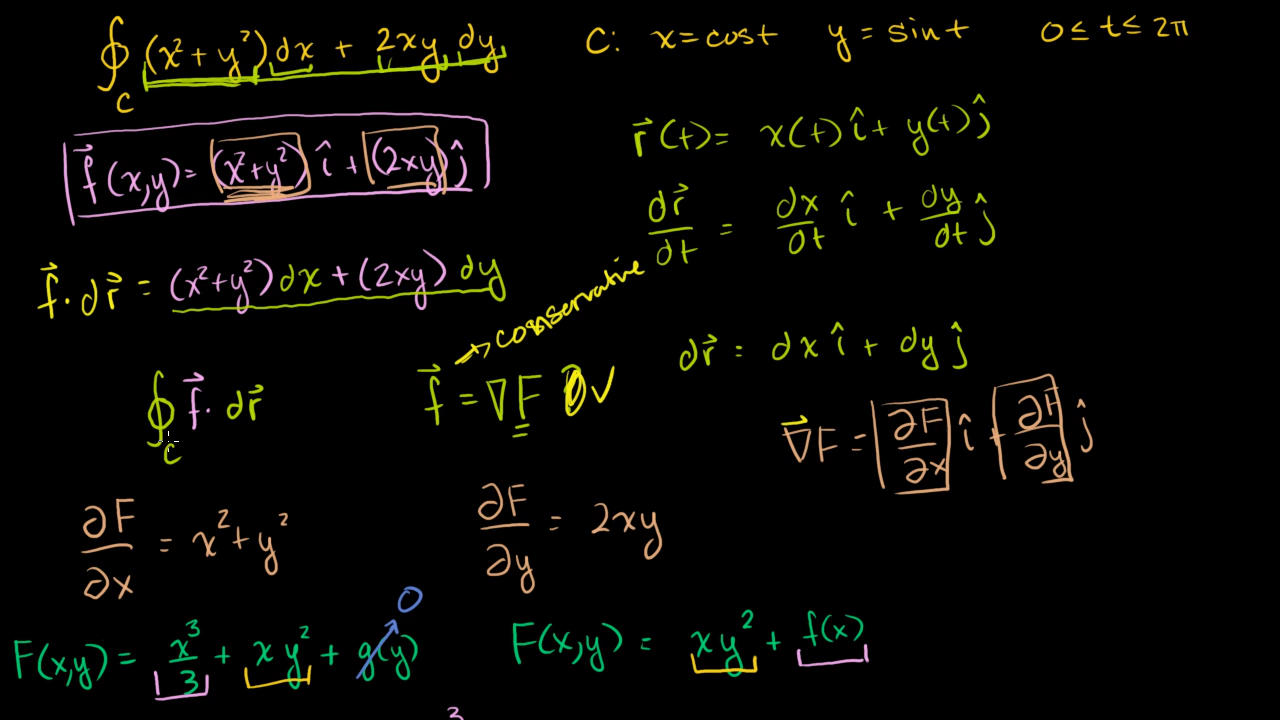 ∮_C (x² + y²) dx + 2xy dy   C: x = cos t   y = sin t   0 ≤ t ≤ 2π
f⃗(x,y) = (x² + y²) î + (2xy) ĵ
r⃗(t) = x(t) î + y(t) ĵ
dr⃗/dt = dx/dt î + dy/dt ĵ
f⃗ · dr⃗ = (x² + y²) dx + (2xy) dy
conservative
dr⃗ = dx î + dy ĵ
∮_C f⃗ · dr⃗   f⃗ = ∇F
∇⃗F = ∂F/∂x î + ∂F/∂y ĵ
∂F/∂x = x² + y²   ∂F/∂y = 2xy
0
F(x,y) = x³/3 + xy² + g(y)   F(x,y) = xy² + f(x)
3